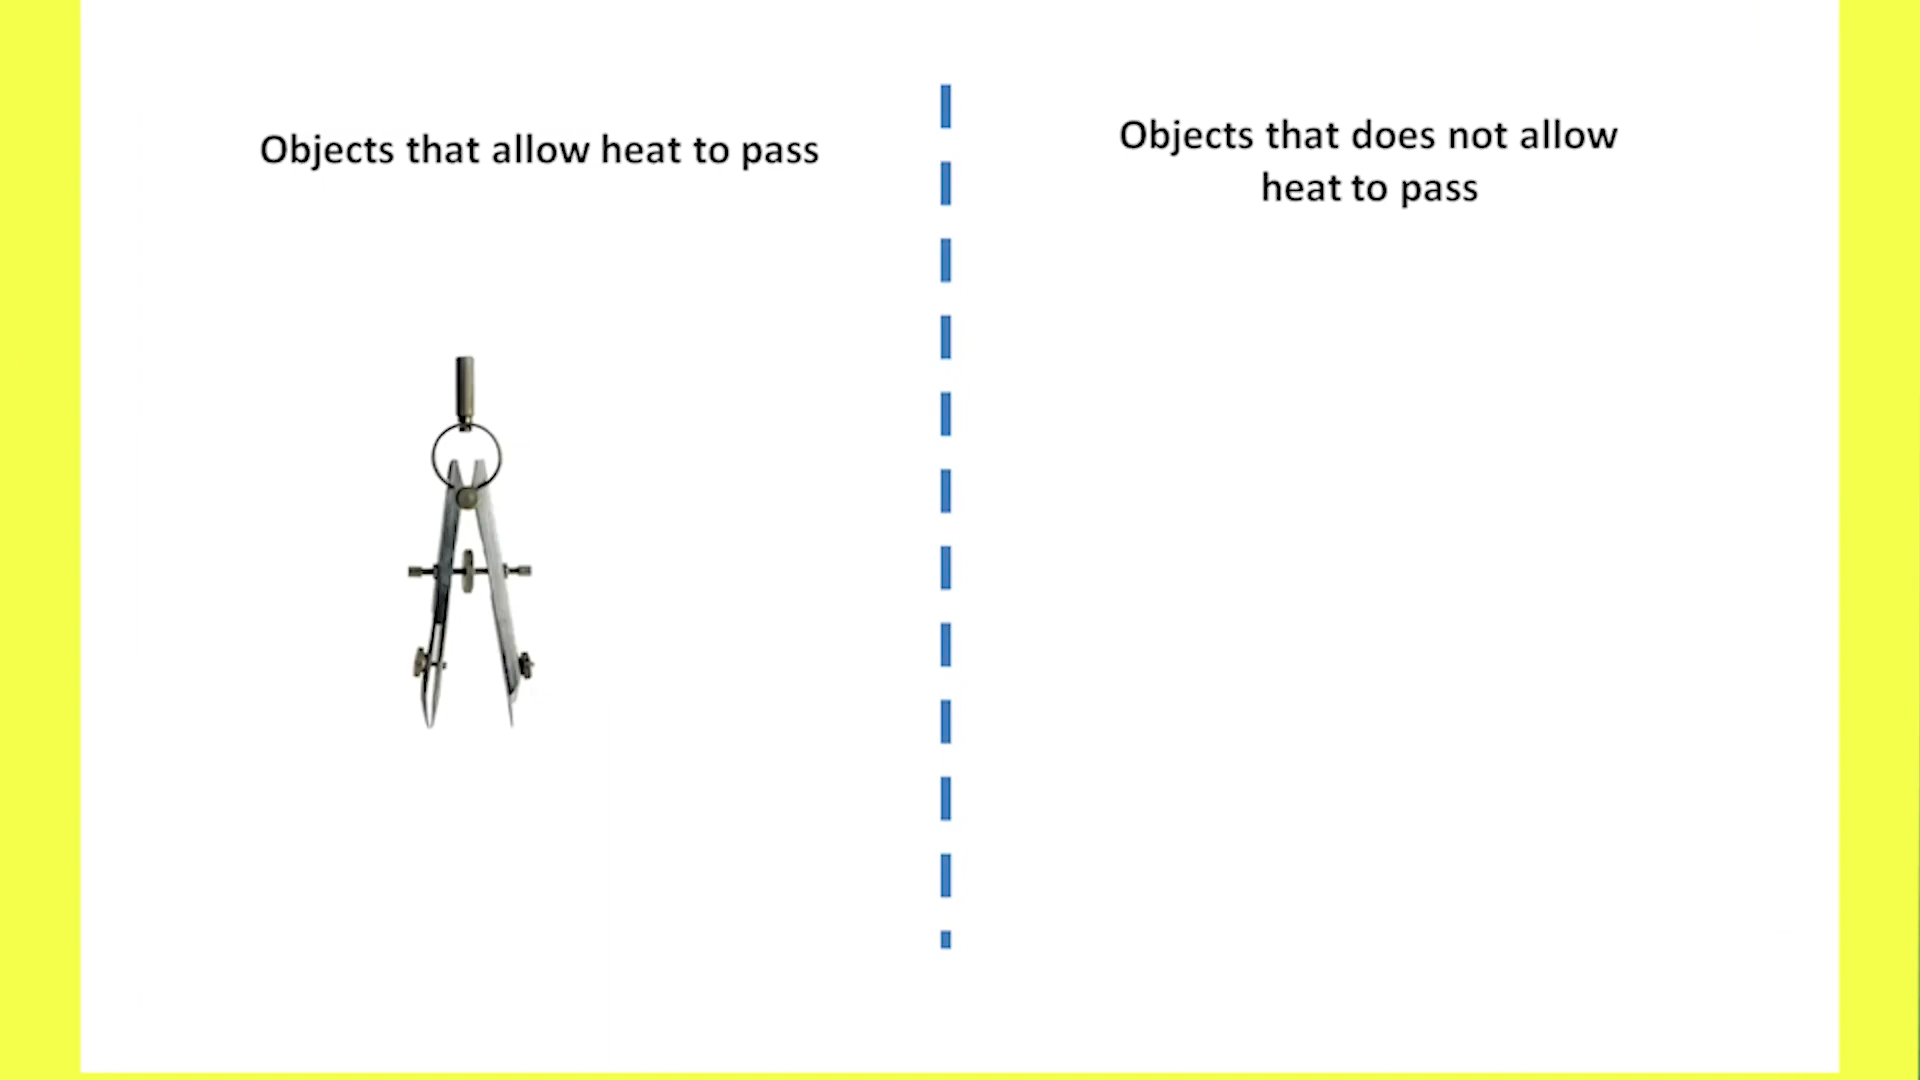 Objects that allow heat to pass
Objects that does not allow
heat to pass